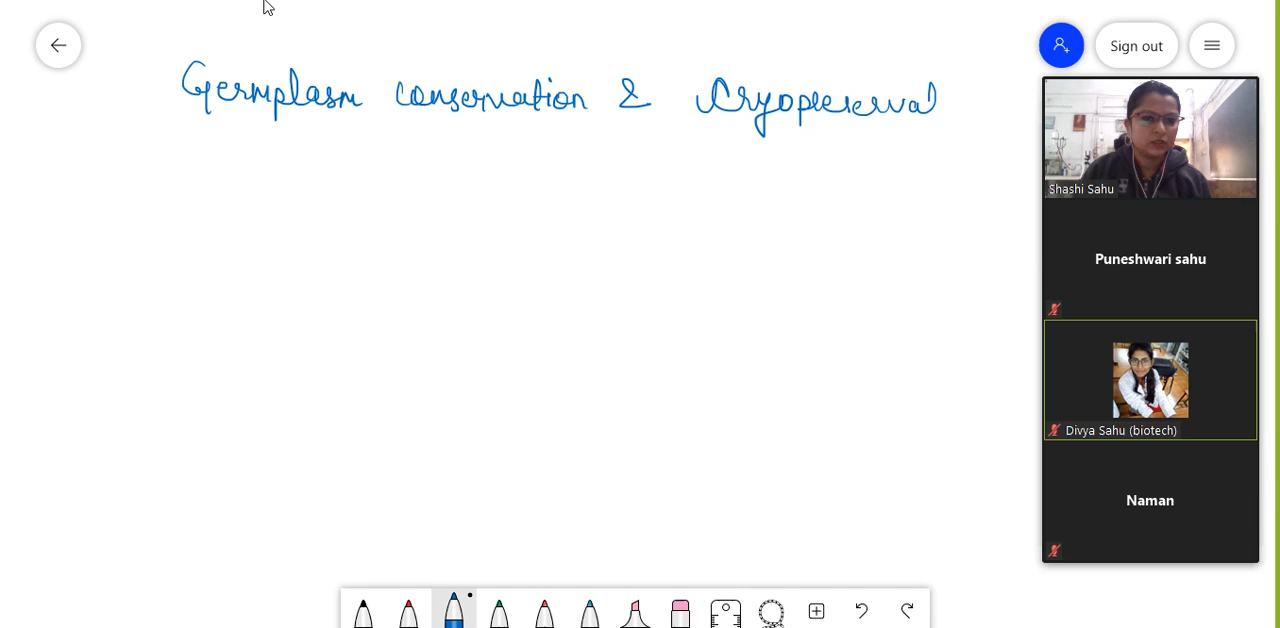 Sign out
Germplasm conservation & Cryopreserval
Shashi Sahu
Puneshwari sahu
Divya Sahu (biotech)
Naman